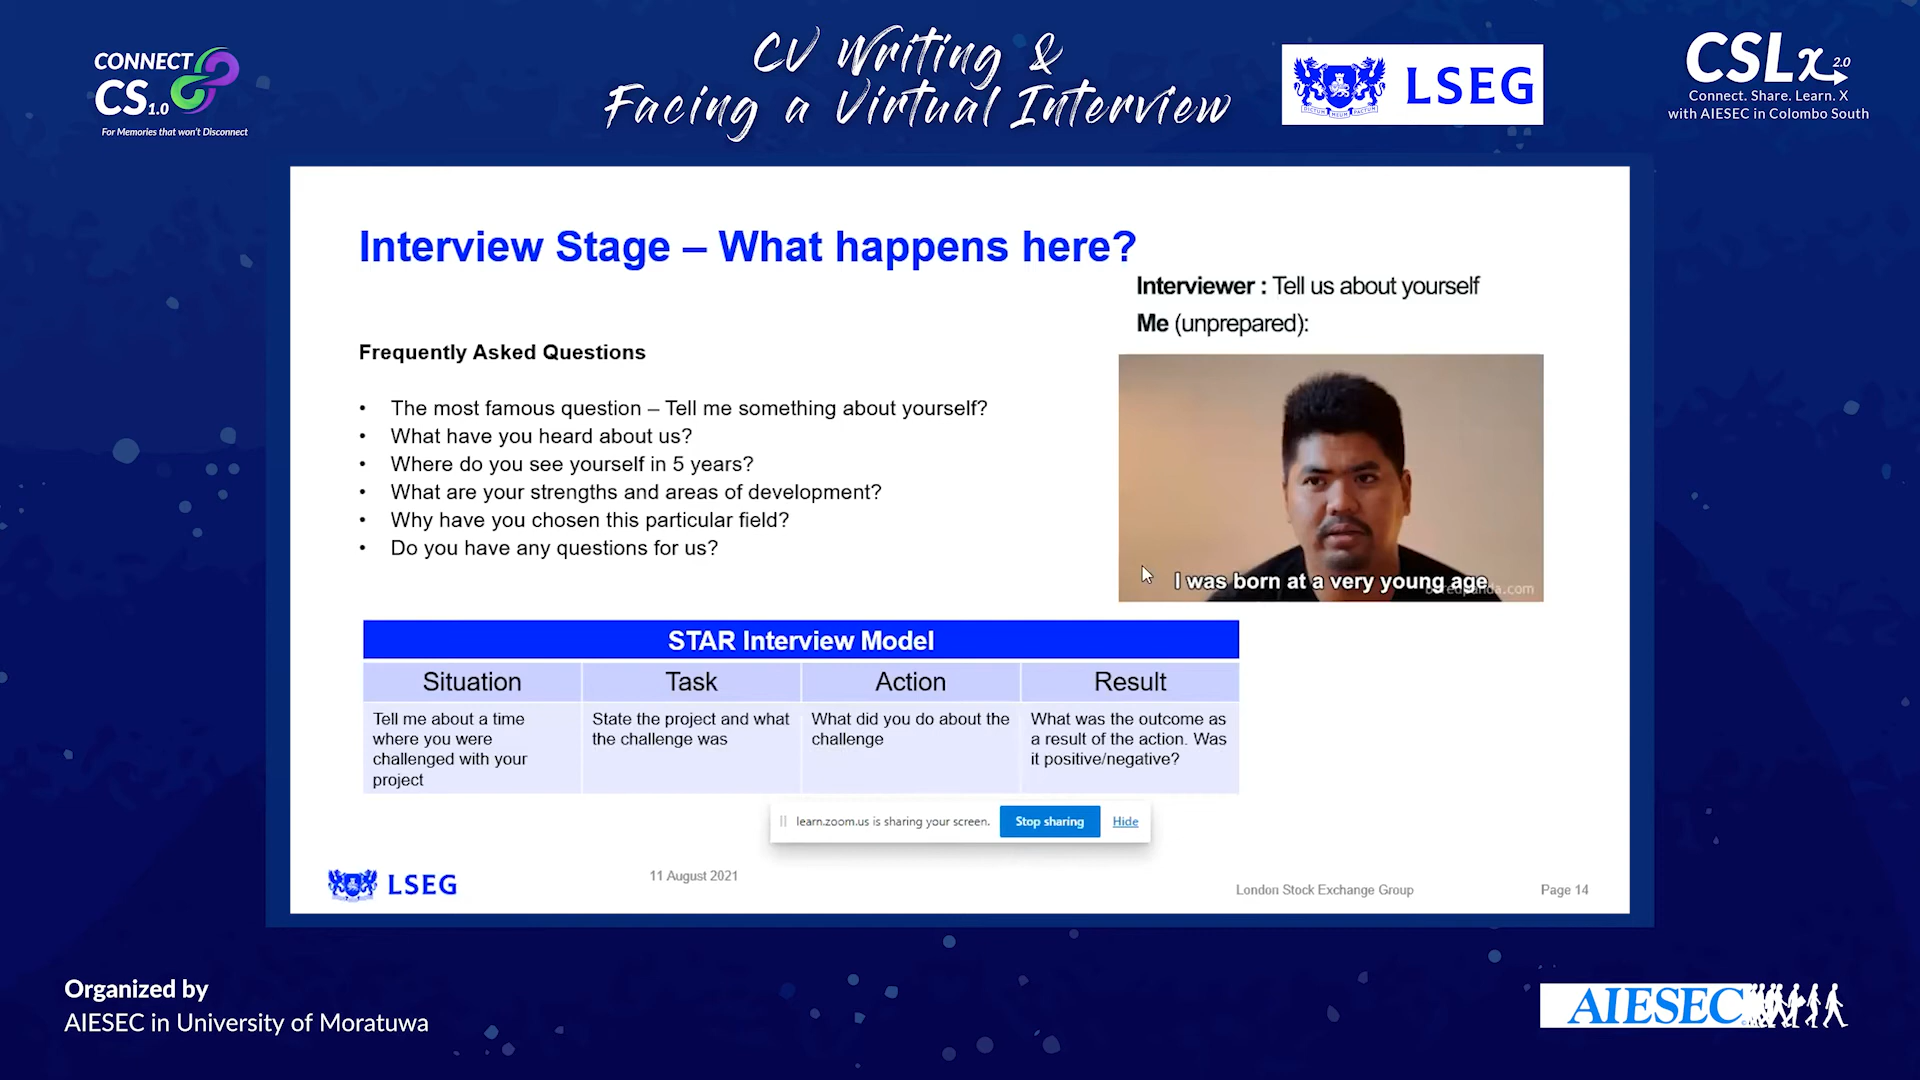 CONNECT
CS 1.0
For Memories that won't Disconnect
CV Writing &
Facing a Virtual Interview
LSEG
CSLx 2.0
Connect. Share. Learn. X
with AIESEC in Colombo South
Interview Stage – What happens here?
Interviewer : Tell us about yourself
Me (unprepared):
Frequently Asked Questions
• The most famous question – Tell me something about yourself?
• What have you heard about us?
• Where do you see yourself in 5 years?
• What are your strengths and areas of development?
• Why have you chosen this particular field?
• Do you have any questions for us?
I was born at a very young age
boredpanda.com
STAR Interview Model
Situation Task Action Result
Tell me about a time State the project and what What did you do about the What was the outcome as
where you were the challenge was challenge a result of the action. Was
challenged with your it positive/negative?
project
learn.zoom.us is sharing your screen. Stop sharing Hide
LSEG
11 August 2021
London Stock Exchange Group
Page 14
Organized by
AIESEC in University of Moratuwa
AIESEC